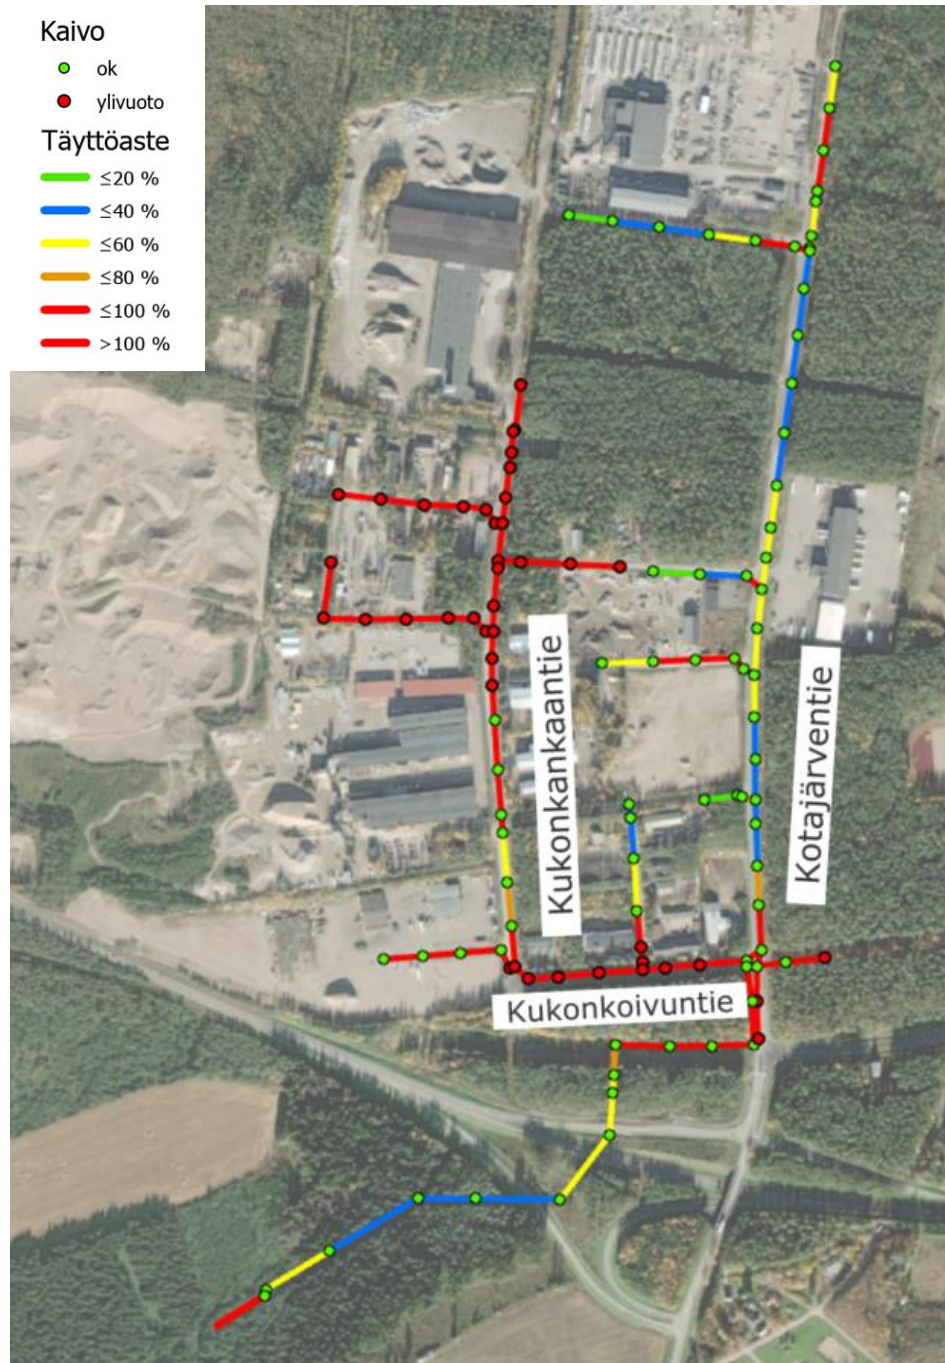 Kaivo
ok
ylivuoto
Täyttöaste
≤20 %
≤40 %
≤60 %
≤80 %
≤100 %
>100 %
Kukonkankaantie
Kotajärventie
Kukonkoivuntie